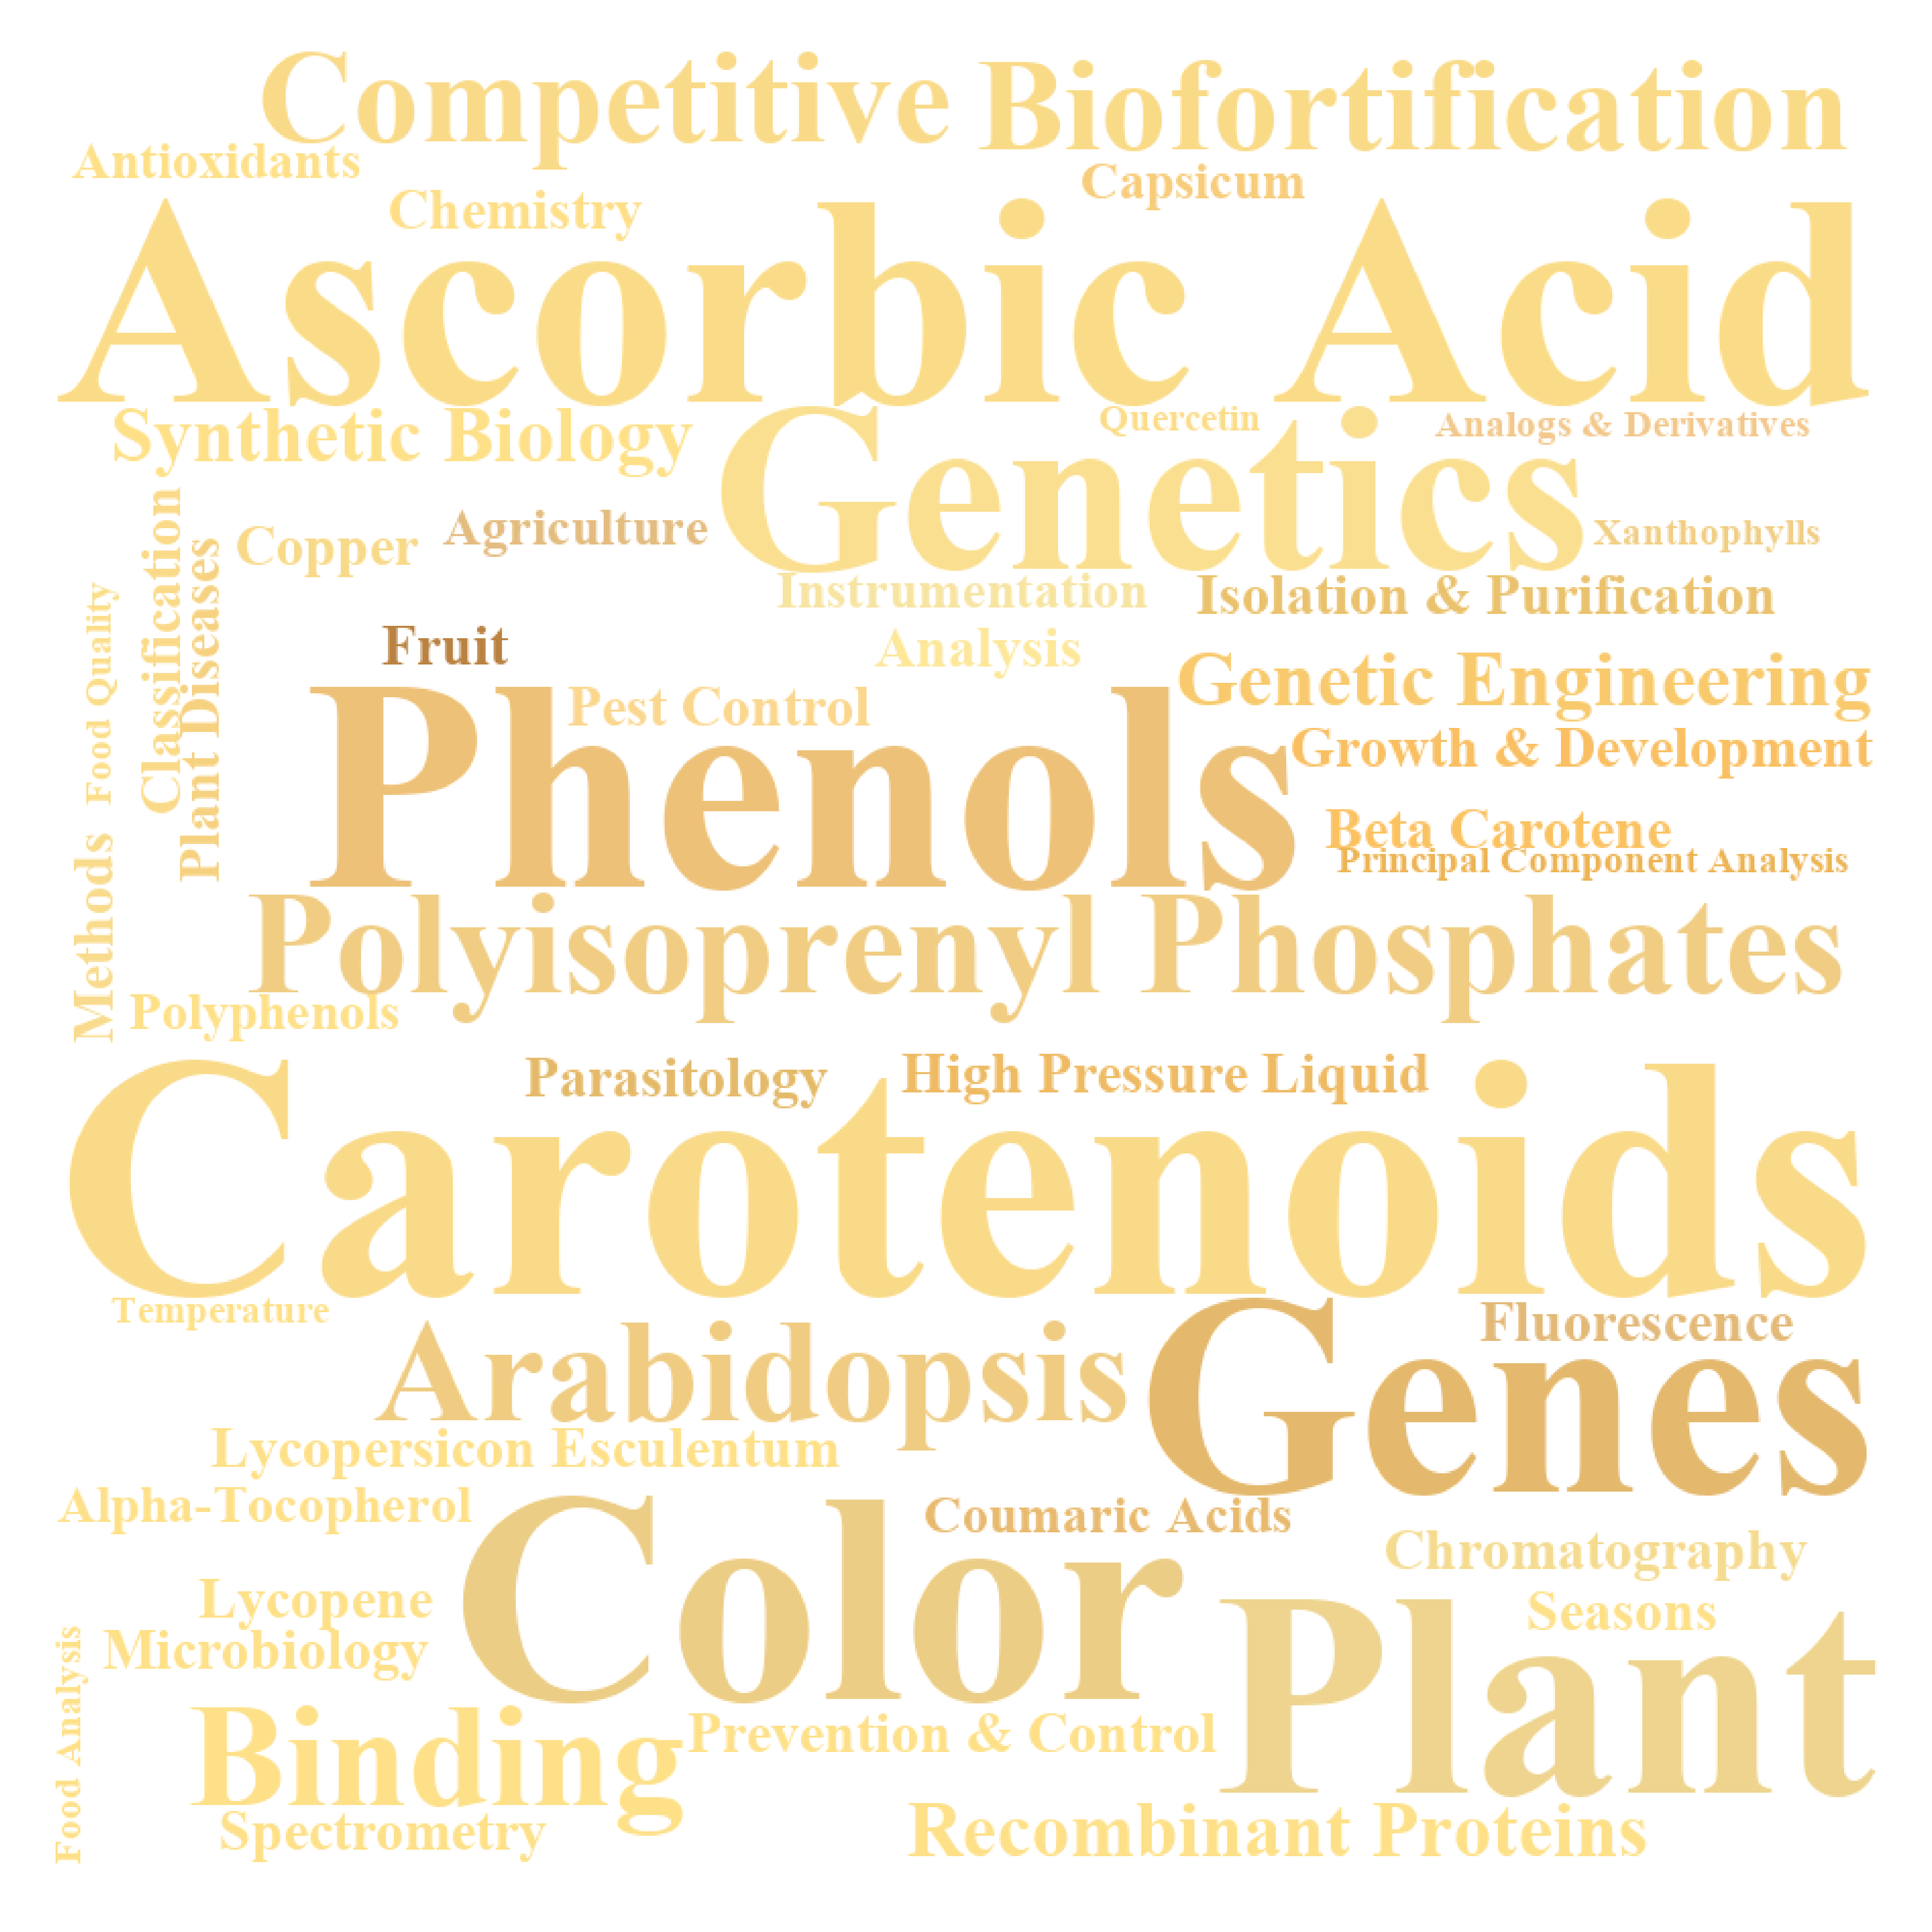 Competitive
Biofortification
Antioxidants
Chemistry
Capsicum
Ascorbic Acid
Synthetic Biology
Genetics
Quercetin
Analogs & Derivatives
Classification
Plant Diseases
Copper
Agriculture
Xanthophylls
Food Quality
Instrumentation
Isolation & Purification
Fruit
Analysis
Genetic Engineering
Phenols
Pest Control
Growth & Development
Beta Carotene
Principal Component Analysis
Methods
Polyisoprenyl Phosphates
Polyphenols
Parasitology
High Pressure Liquid
Carotenoids
Temperature
Arabidopsis
Genes
Fluorescence
Lycopersicon Esculentum
Alpha-Tocopherol
Color
Coumaric Acids
Chromatography
Lycopene
Seasons
Microbiology
Plant
Food Analysis
Binding
Prevention & Control
Spectrometry
Recombinant Proteins